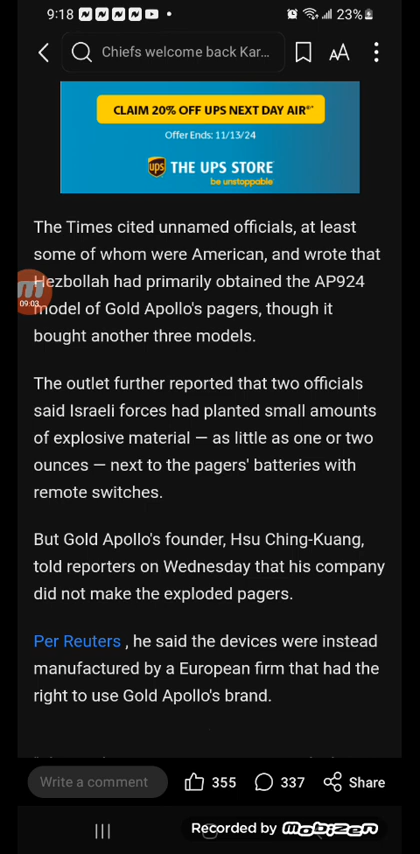 9:18
23%
Chiefs welcome back Kar...
AA
CLAIM 20% OFF UPS NEXT DAY AIR®*
Offer Ends: 11/13/24
ups THE UPS STORE
be unstoppable
The Times cited unnamed officials, at least
some of whom were American, and wrote that
Hezbollah had primarily obtained the AP924
model of Gold Apollo's pagers, though it
bought another three models.
09:03
The outlet further reported that two officials
said Israeli forces had planted small amounts
of explosive material — as little as one or two
ounces — next to the pagers' batteries with
remote switches.
But Gold Apollo's founder, Hsu Ching-Kuang,
told reporters on Wednesday that his company
did not make the exploded pagers.
Per Reuters , he said the devices were instead
manufactured by a European firm that had the
right to use Gold Apollo's brand.
Write a comment
355
337
Share
Recorded by mobizen